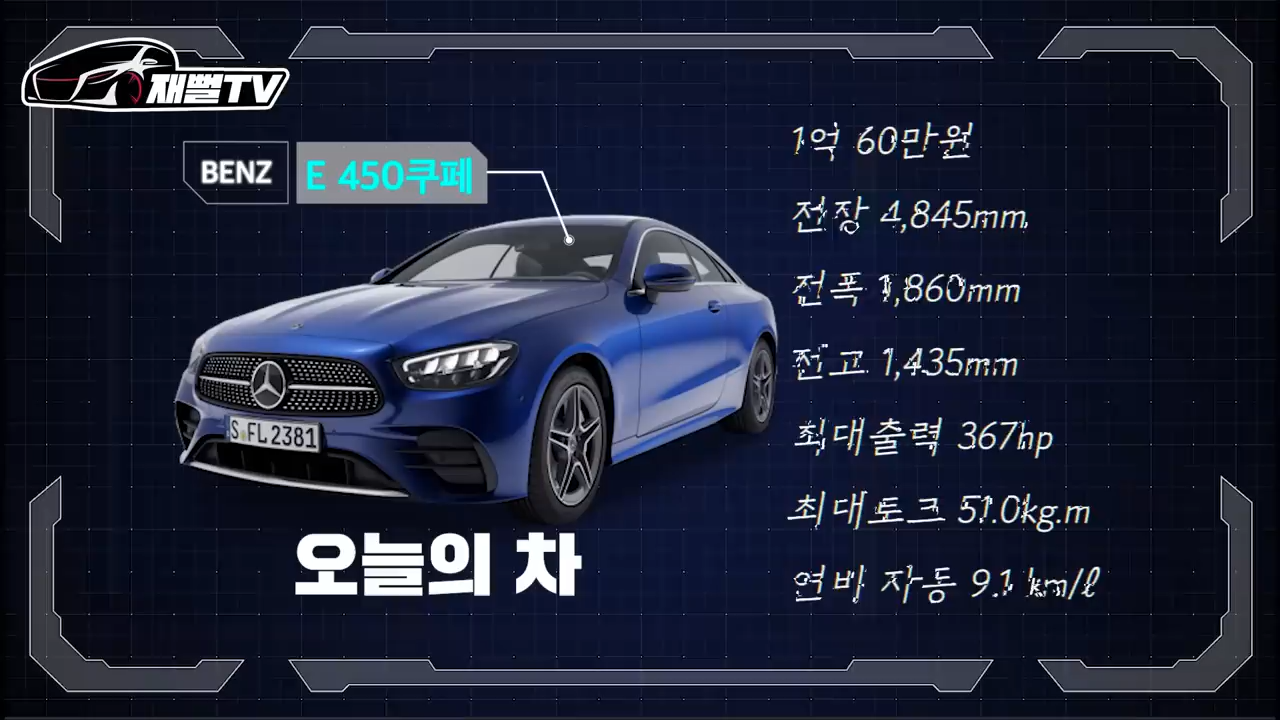 재뻘TV
BENZ
E 450쿠페
1억 60만원
전장 4,845mm
전폭 1,860mm
전고 1,435mm
최대출력 367hp
최대토크 51.0kg.m
연비 자동 9.1 km/ℓ
S FL 2381
오늘의 차